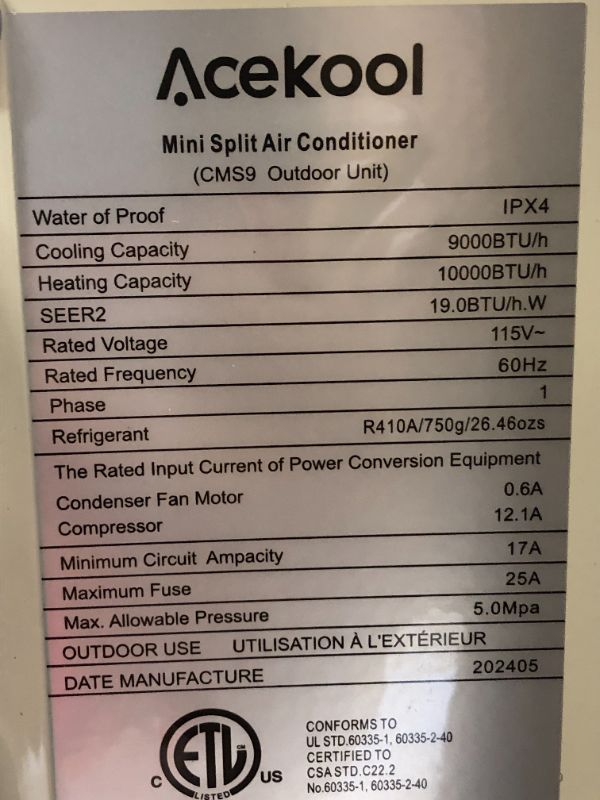 Acekool
Mini Split Air Conditioner
(CMS9 Outdoor Unit)
Water of Proof IPX4
Cooling Capacity 9000BTU/h
Heating Capacity 10000BTU/h
SEER2 19.0BTU/h.W
Rated Voltage 115V~
Rated Frequency 60Hz
Phase 1
Refrigerant R410A/750g/26.46ozs
The Rated Input Current of Power Conversion Equipment
Condenser Fan Motor 0.6A
Compressor 12.1A
Minimum Circuit Ampacity 17A
Maximum Fuse 25A
Max. Allowable Pressure 5.0Mpa
OUTDOOR USE UTILISATION À L'EXTÉRIEUR
DATE MANUFACTURE 202405
C ETL CM US
LISTED
CONFORMS TO
UL STD.60335-1, 60335-2-40
CERTIFIED TO
CSA STD.C22.2
No.60335-1, 60335-2-40